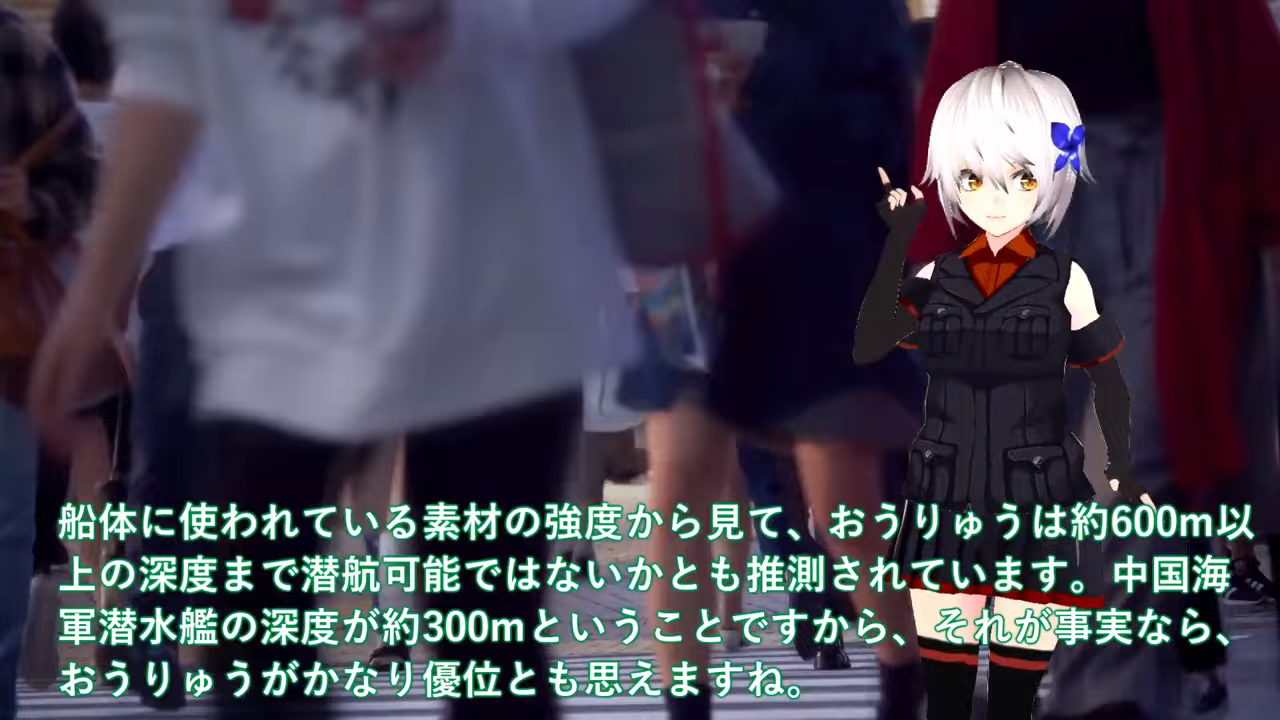 船体に使われている素材の強度から見て、おうりゅうは約600m以
上の深度まで潜航可能ではないかとも推測されています。中国海
軍潜水艦の深度が約300mということですから、それが事実なら、
おうりゅうがかなり優位とも思えますね。